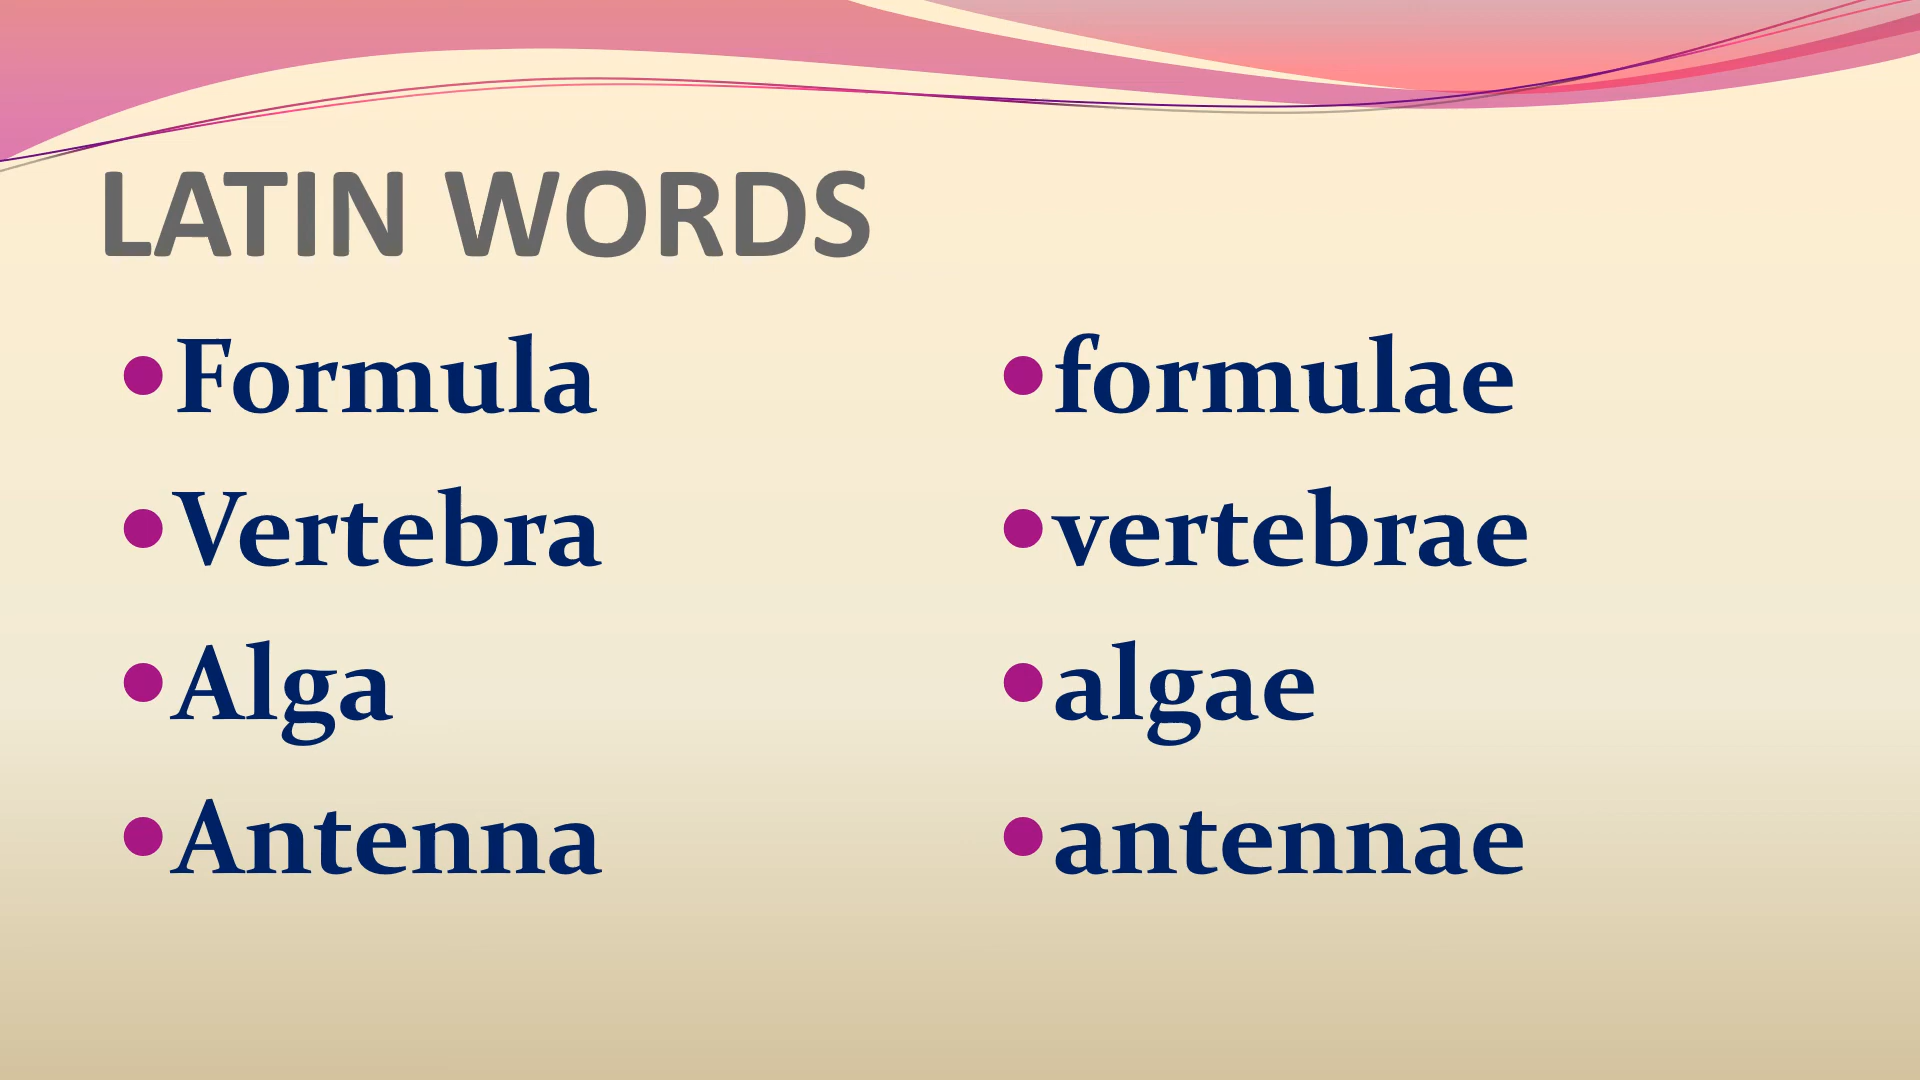 LATIN WORDS
•Formula
•Vertebra
•Alga
•Antenna
•formulae
•vertebrae
•algae
•antennae